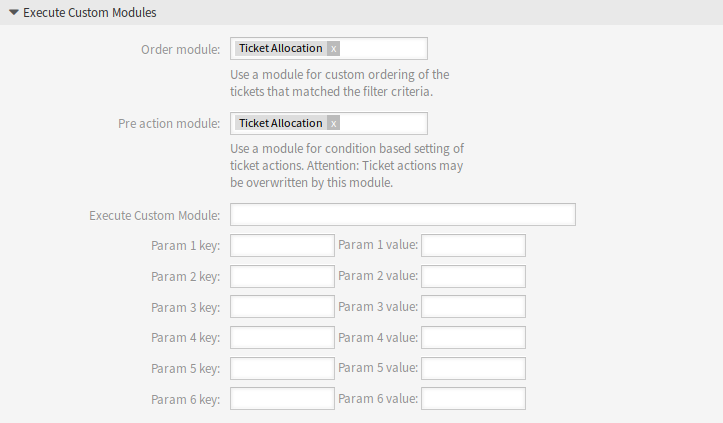 Execute Custom Modules
Order module: Ticket Allocation x
Use a module for custom ordering of the
tickets that matched the filter criteria.
Pre action module: Ticket Allocation x
Use a module for condition based setting of
ticket actions. Attention: Ticket actions may
be overwritten by this module.
Execute Custom Module:
Param 1 key: Param 1 value:
Param 2 key: Param 2 value:
Param 3 key: Param 3 value:
Param 4 key: Param 4 value:
Param 5 key: Param 5 value:
Param 6 key: Param 6 value: